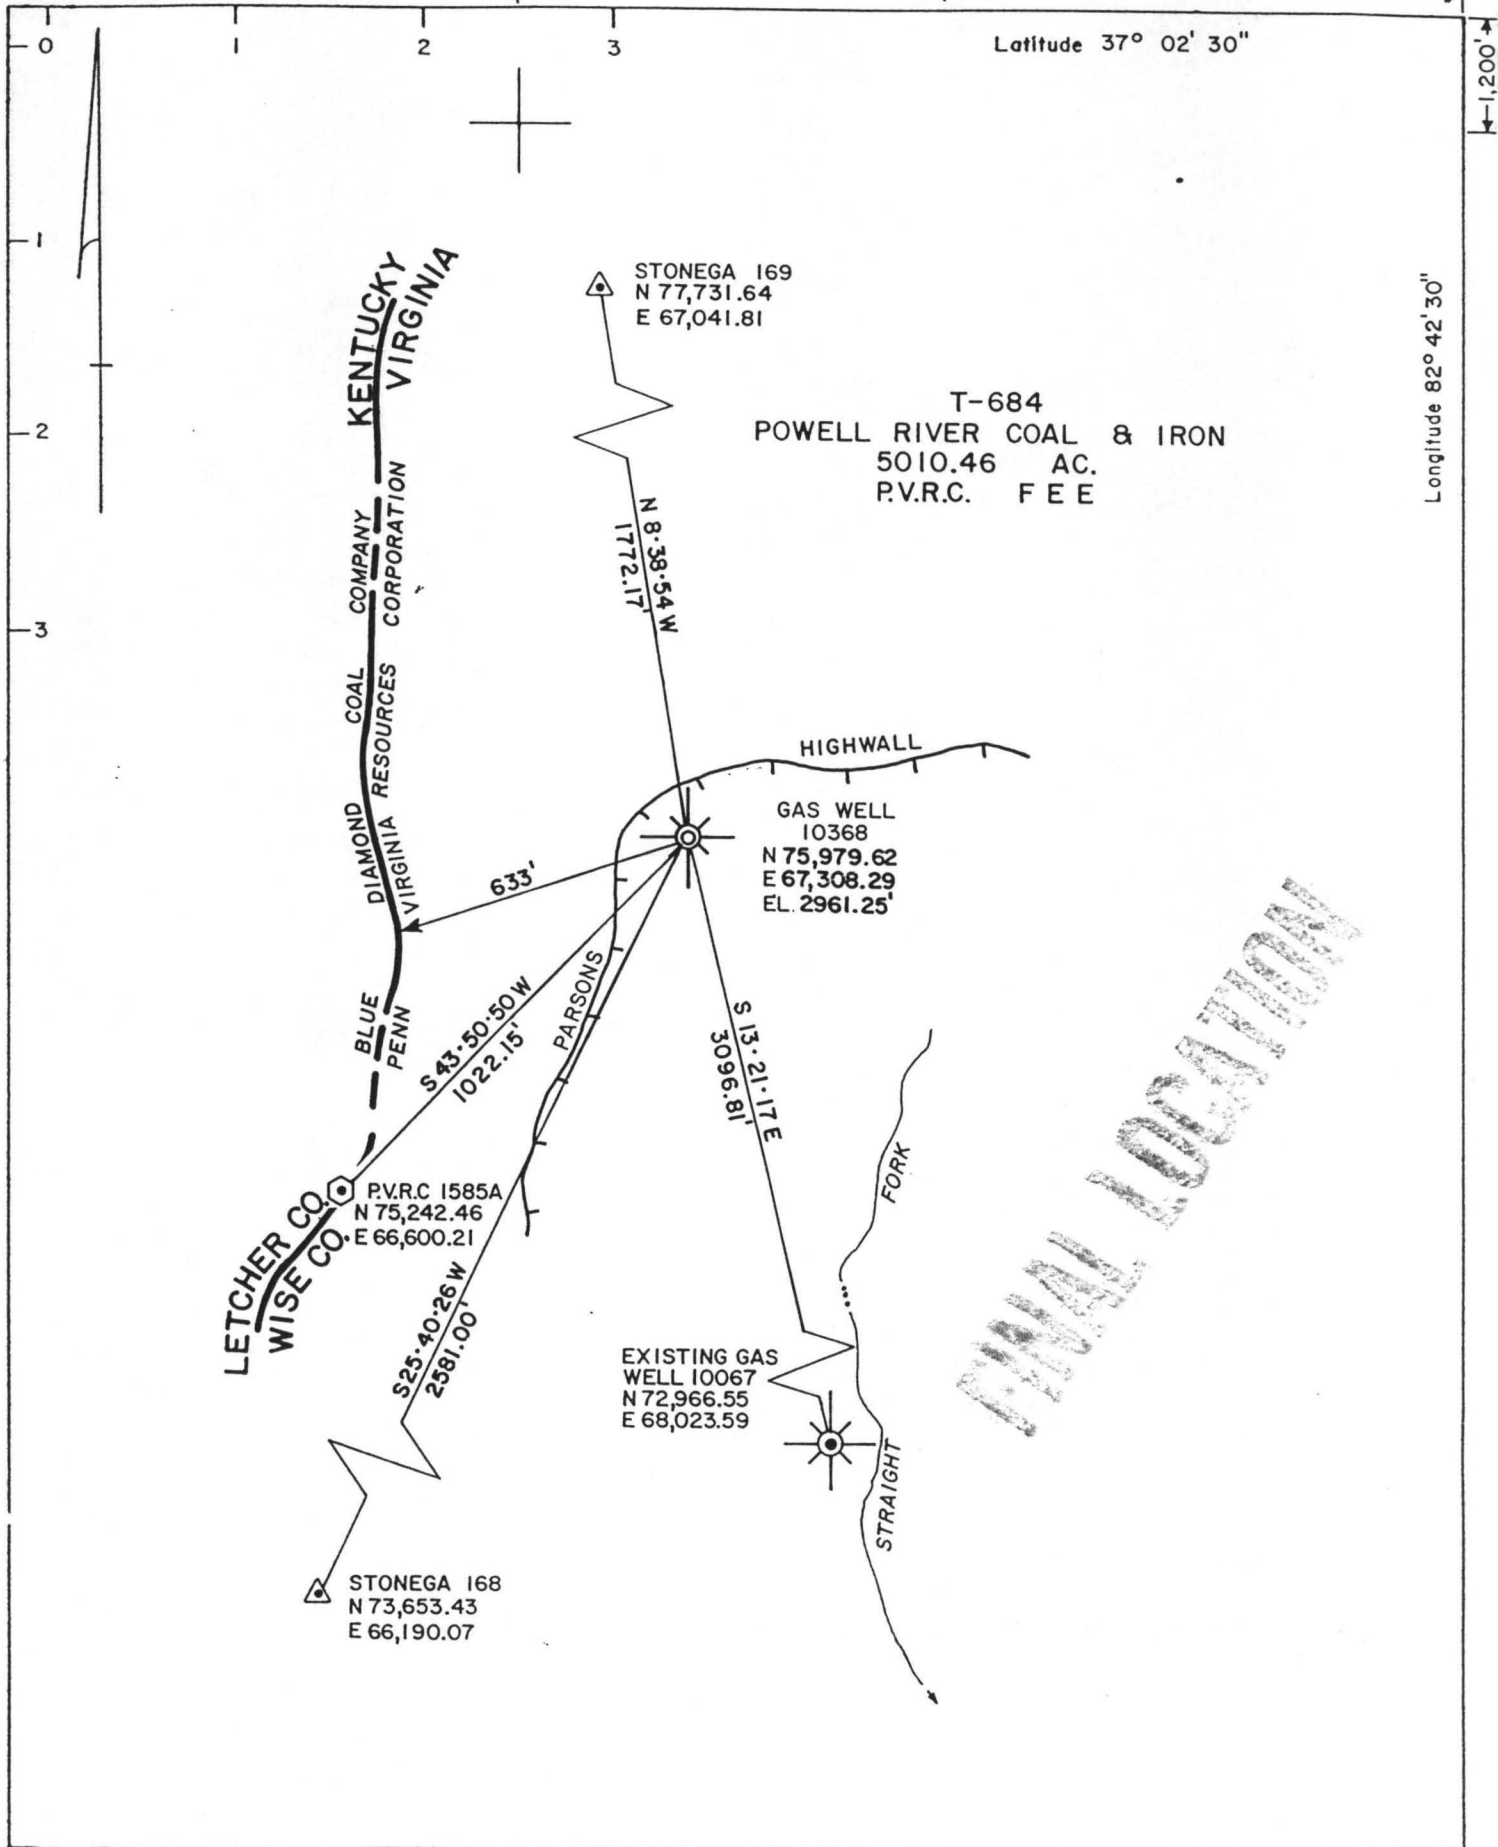 0
1
2
3
Latitude 37° 02' 30"
1,200'
1
2
3
KENTUCKY
VIRGINIA
STONEGA 169
N 77,731.64
E 67,041.81
Longitude 82° 42' 30"
T-684
POWELL RIVER COAL & IRON
5010.46 AC.
P.V.R.C. FEE
BLUE DIAMOND COAL COMPANY
PENN VIRGINIA RESOURCES CORPORATION
N 8·38·54 W
1772.17'
HIGHWALL
GAS WELL
10368
N 75,979.62
E 67,308.29
EL. 2961.25'
633'
PARSONS
S 43·50·50 W
1022.15'
S 13·21·17 E
3096.81'
FINAL LOCATION
P.V.R.C 1585A
N 75,242.46
E 66,600.21
LETCHER CO.
WISE CO.
S 25·40·26 W
2581.00'
STRAIGHT FORK
EXISTING GAS
WELL 10067
N 72,966.55
E 68,023.59
STONEGA 168
N 73,653.43
E 66,190.07